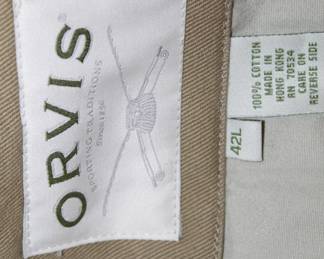 ORVIS
SPORTING TRADITIONS
Since 1856
100% COTTON
MADE IN
HONG KONG
RN 70534
CARE ON
REVERSE SIDE
42L